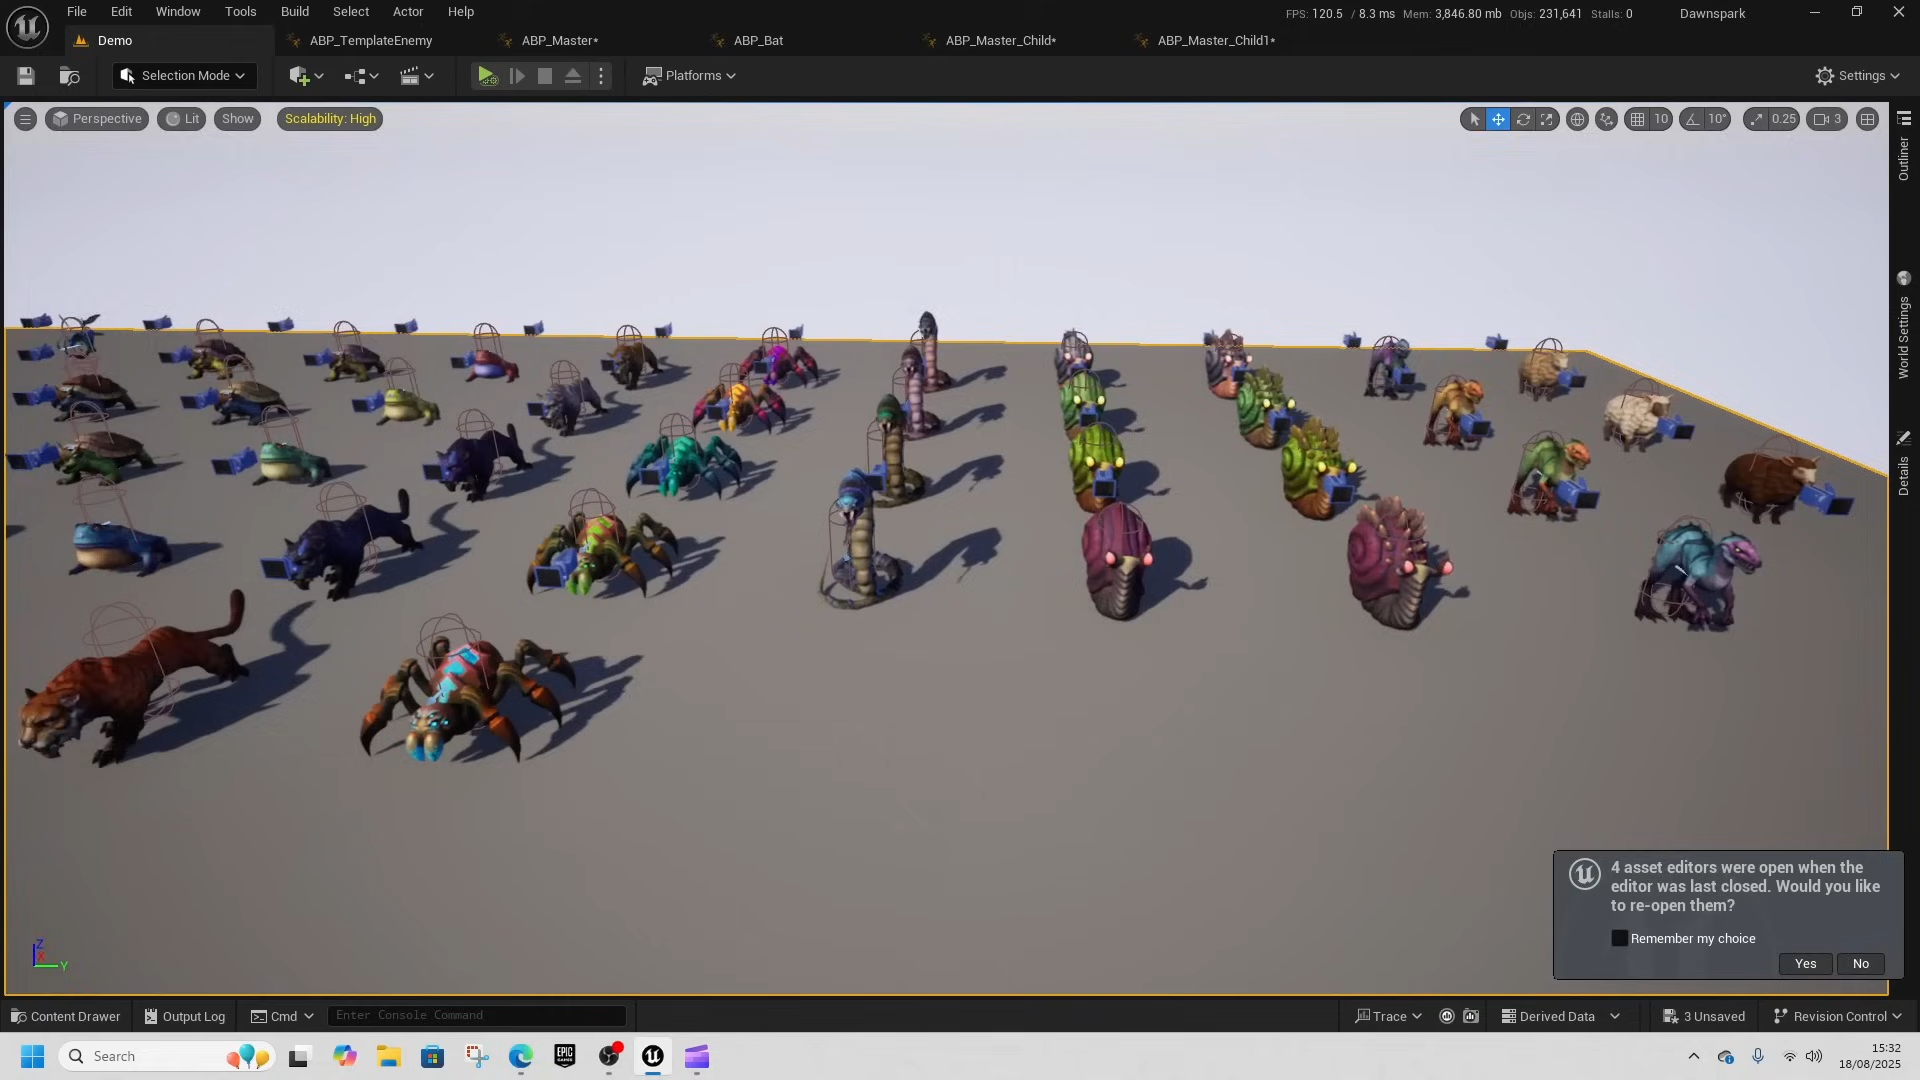 File Edit Window Tools Build Select Actor Help
FPS: 120.5 / 8.3 ms Mem: 3,846.80 mb Objs: 231,641 Stalls: 0 Dawnspark
Demo ABP_TemplateEnemy ABP_Master* ABP_Bat ABP_Master_Child* ABP_Master_Child1*
Selection Mode Platforms Settings
Perspective Lit Show Scalability: High 10 10° 0.25 3
Outliner
World Settings
Details
4 asset editors were open when the
editor was last closed. Would you like
to re-open them?
Remember my choice
Yes No
Z
X
Y
Content Drawer Output Log Cmd Enter Console Command Trace Derived Data 3 Unsaved Revision Control
Search
EPIC
GAMES
15:32
18/08/2025